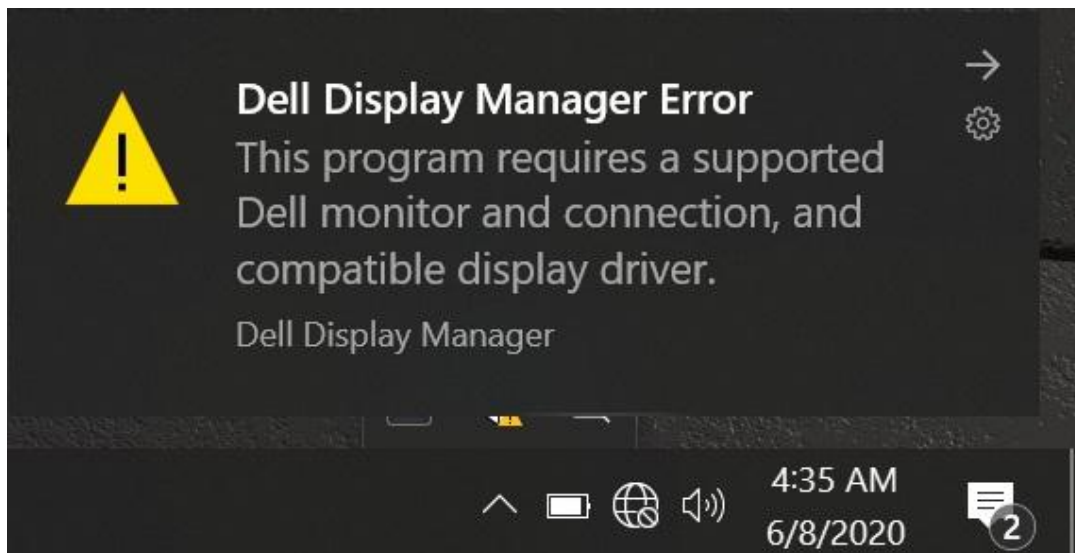 Dell Display Manager Error
This program requires a supported
Dell monitor and connection, and
compatible display driver.
Dell Display Manager
4:35 AM
6/8/2020
2